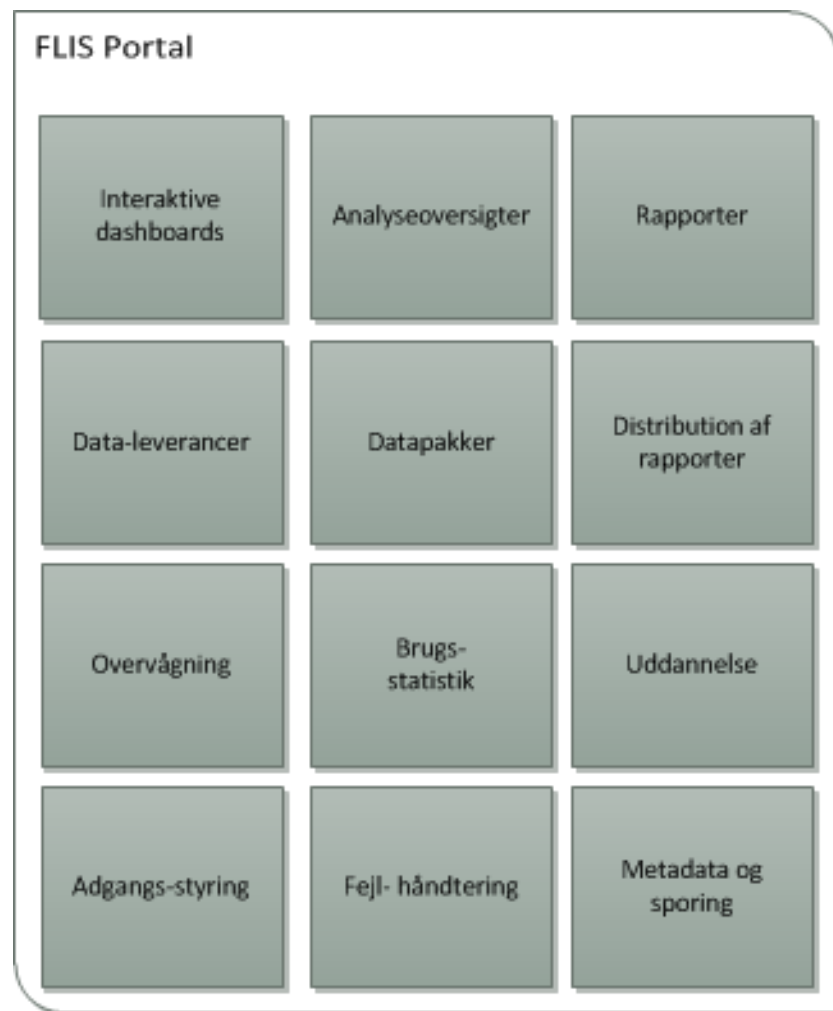 FLIS Portal
Interaktive
dashboards
Analyseoversigter
Rapporter
Data-leverancer
Datapakker
Distribution af
rapporter
Overvågning
Brugs-
statistik
Uddannelse
Adgangs-styring
Fejl- håndtering
Metadata og
sporing